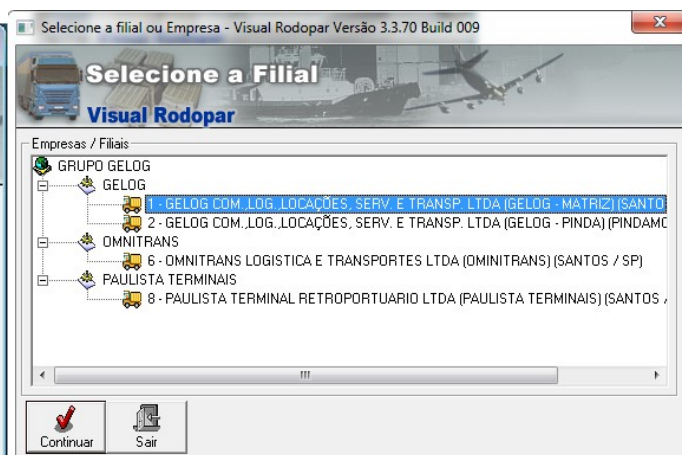 Selecione a filial ou Empresa - Visual Rodopar Versão 3.3.70 Build 009
Selecione a Filial
Visual Rodopar
Empresas / Filiais
GRUPO GELOG
GELOG
1 - GELOG COM.,LOG.,LOCAÇÕES, SERV. E TRANSP. LTDA (GELOG - MATRIZ) (SANTO
2 - GELOG COM.,LOG.,LOCAÇÕES, SERV. E TRANSP. LTDA (GELOG - PINDA) (PINDAMO
OMNITRANS
6 - OMNITRANS LOGISTICA E TRANSPORTES LTDA (OMINITRANS) (SANTOS / SP)
PAULISTA TERMINAIS
8 - PAULISTA TERMINAL RETROPORTUARIO LTDA (PAULISTA TERMINAIS) (SANTOS /
Continuar
Sair